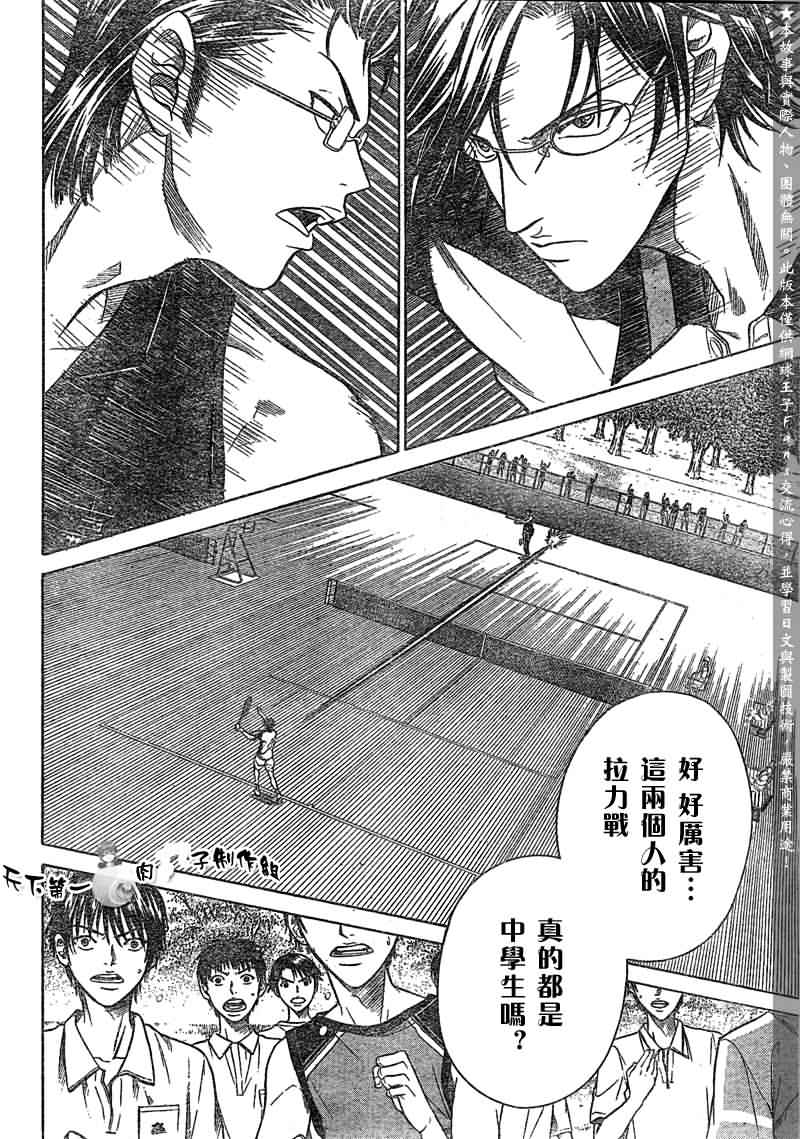 ★本故事與實際人物、團體無關。此版本僅供網球王子Fans交流心得，並學習日文與製圖技術，嚴禁商業用途！
好 好厲害…
這兩個人的
拉力戰
真的都是
中學生嗎？
天下第一
肉
子制作組